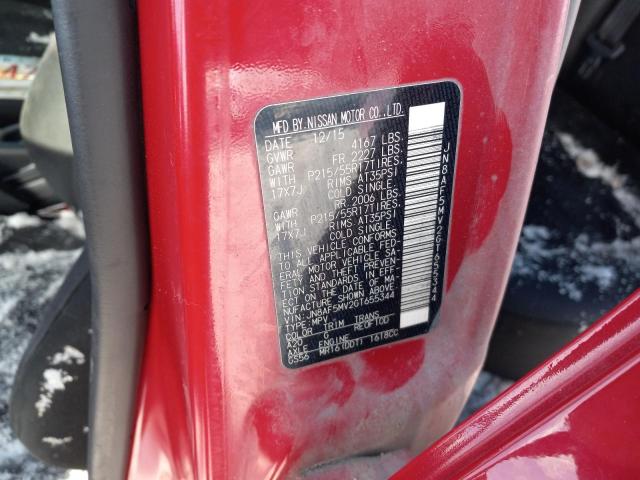 MFD BY NISSAN MOTOR CO.,LTD.
DATE 12/15
GVWR 4167 LBS.
GAWR FR 2227 LBS.
WITH P215/55R17TIRES.
17X7J RIMS AT35PSI
COLD SINGLE.
GAWR RR 2006 LBS.
WITH P215/55R17TIRES.
17X7J RIMS AT35PSI
COLD SINGLE.
THIS VEHICLE CONFORMS
TO ALL APPLICABLE FED-
ERAL MOTOR VEHICLE SA-
FETY AND THEFT PREVEN-
TION STANDARDS IN EFF-
ECT ON THE DATE OF MA-
NUFACTURE SHOWN ABOVE.
VIN:JN8AF5MV2GT655344
TYPE:MPV
COLOR TRIM TRANS
A20 G RE0F10D
AXLE ENGINE
GS56 MR16(DDT) 1618CC
JN8AF5MV2GT655344